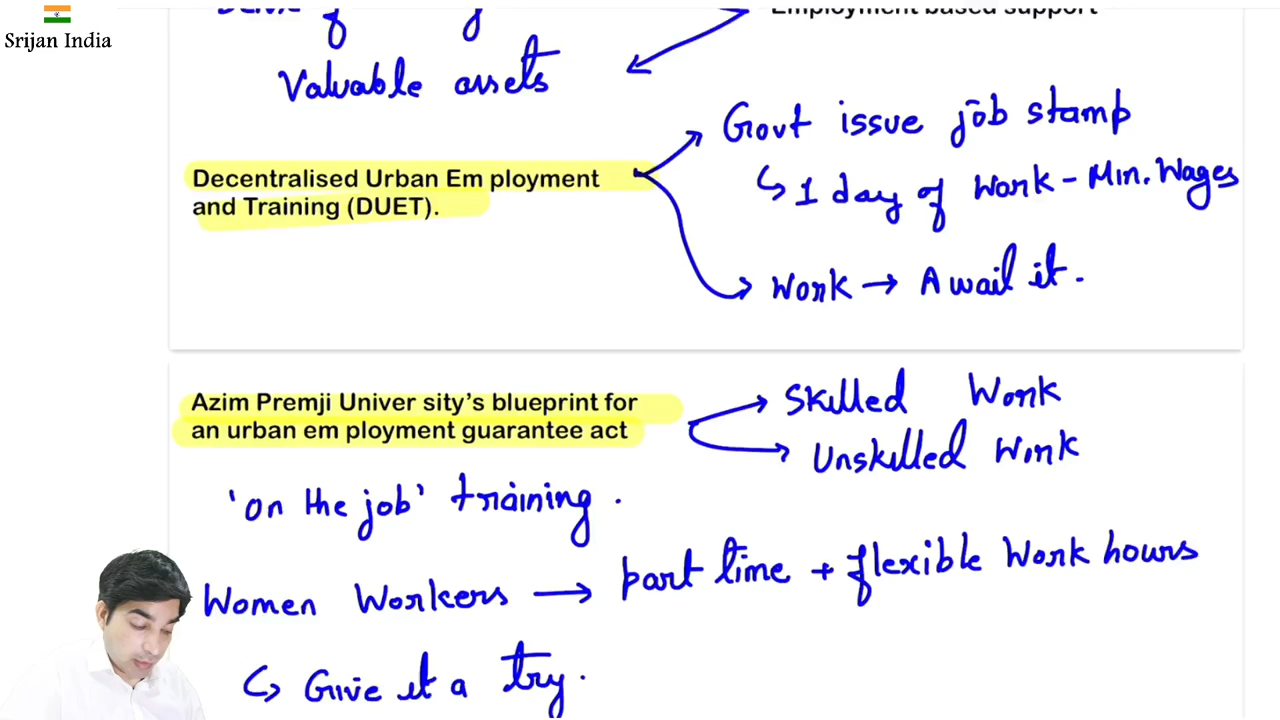 Srijan India
Employment based support
Valuable assets
Govt issue job stamp
1 day of work - Min. Wages
Decentralised Urban Em ployment
and Training (DUET).
Work → Avail it.
Azim Premji Univer sity's blueprint for
an urban em ployment guarantee act
Skilled Work
Unskilled Work
'on the job' training.
Women Workers → part time + flexible Work hours
Give it a try.